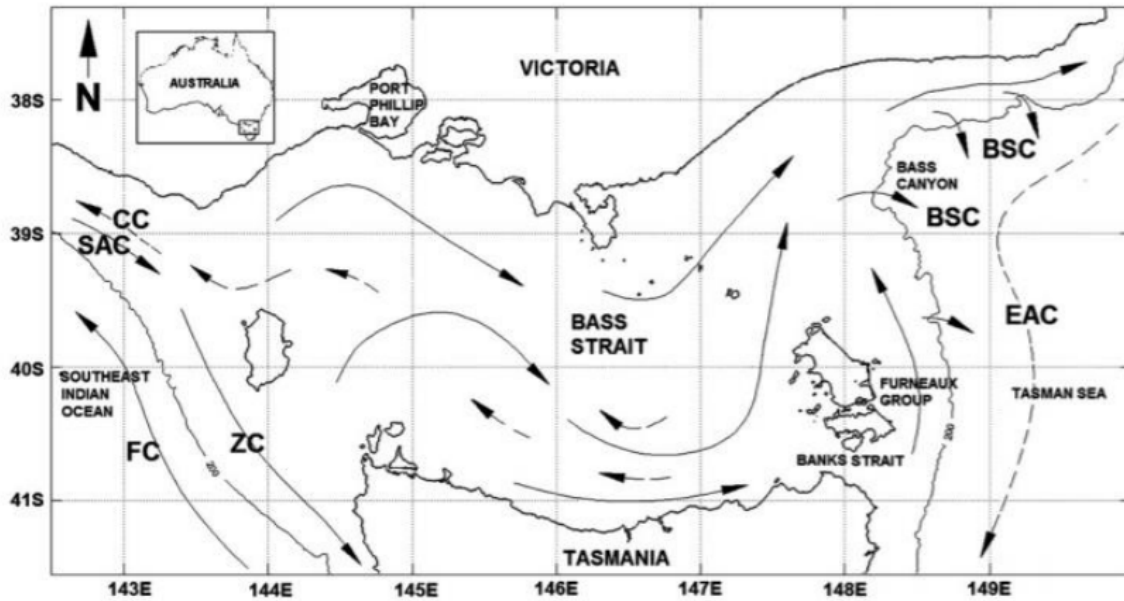 VICTORIA
AUSTRALIA
PORT
PHILLIP
BAY
38S
N
BSC
BASS
CANYON
BSC
CC
SAC
39S
BASS
STRAIT
EAC
40S
SOUTHEAST
INDIAN
OCEAN
FURNEAUX
GROUP
TASMAN SEA
FC
ZC
200
200
BANKS STRAIT
41S
TASMANIA
143E
144E
145E
146E
147E
148E
149E